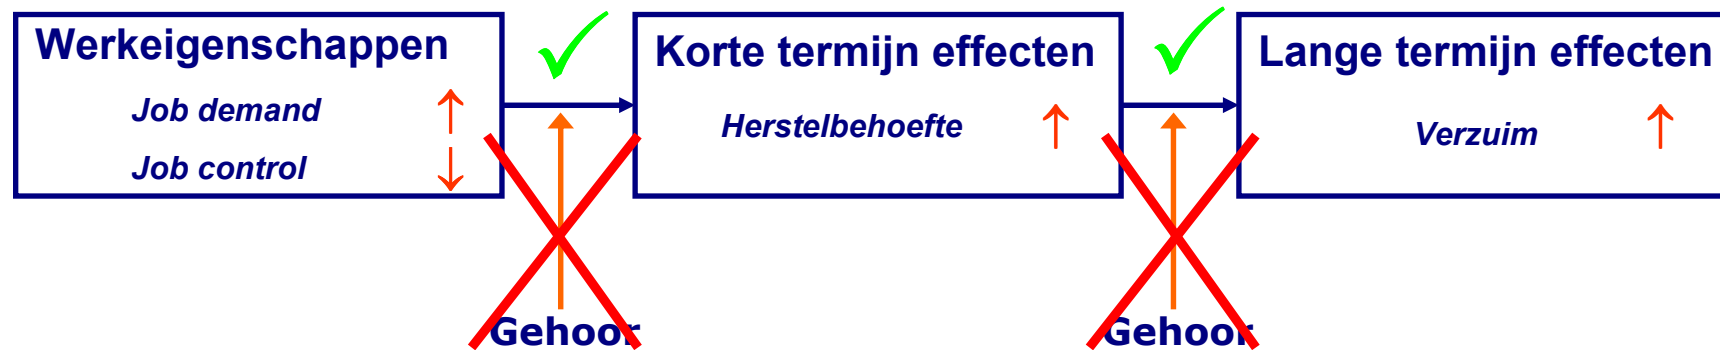 Werkeigenschappen
Job demand
Job control
Korte termijn effecten
Herstelbehoefte
Lange termijn effecten
Verzuim
Gehoor
Gehoor